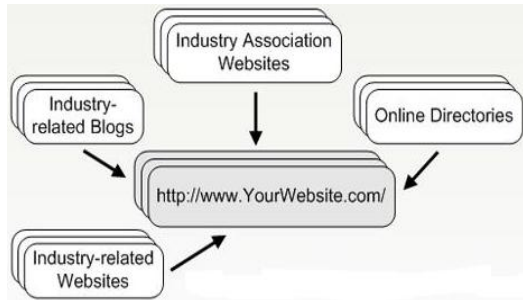 Industry Association
Websites
Industry-
related Blogs
Online Directories
http://www.YourWebsite.com/
Industry-related
Websites